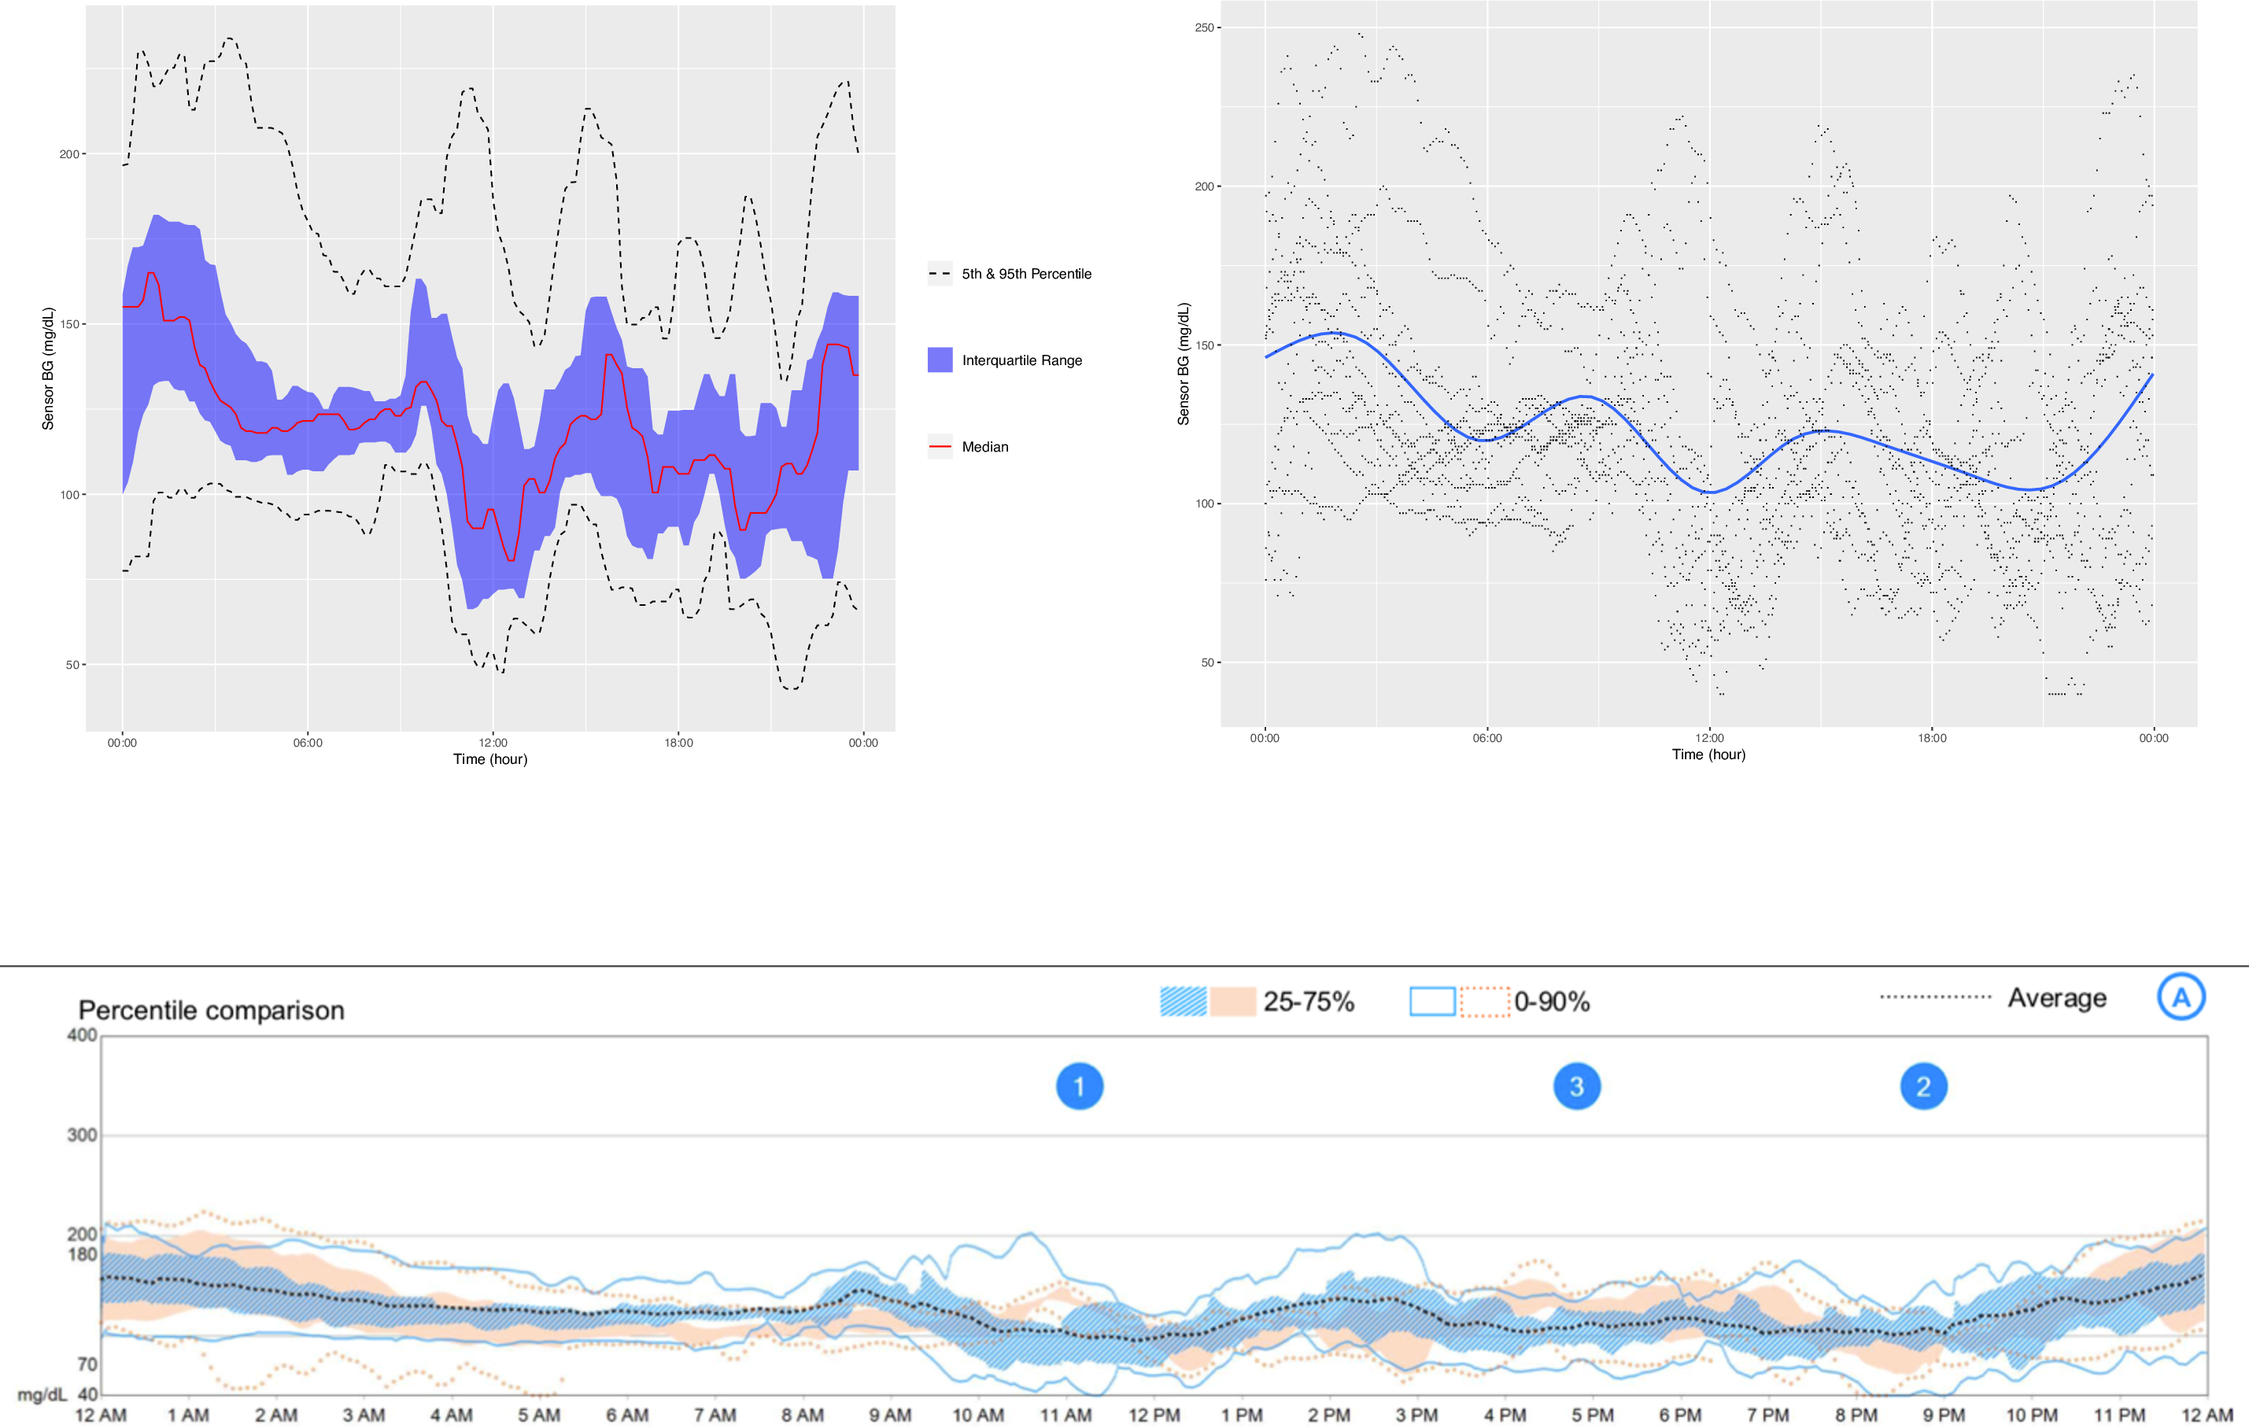 200
150
100
50
Sensor BG (mg/dL)
00:00 06:00 12:00 18:00 00:00
Time (hour)
5th & 95th Percentile
Interquartile Range
Median
250
200
150
100
50
Sensor BG (mg/dL)
00:00 06:00 12:00 18:00 00:00
Time (hour)
Percentile comparison
25-75%
0-90%
Average
A
400
300
200
180
70
mg/dL 40
1
3
2
12 AM 1 AM 2 AM 3 AM 4 AM 5 AM 6 AM 7 AM 8 AM 9 AM 10 AM 11 AM 12 PM 1 PM 2 PM 3 PM 4 PM 5 PM 6 PM 7 PM 8 PM 9 PM 10 PM 11 PM 12 AM